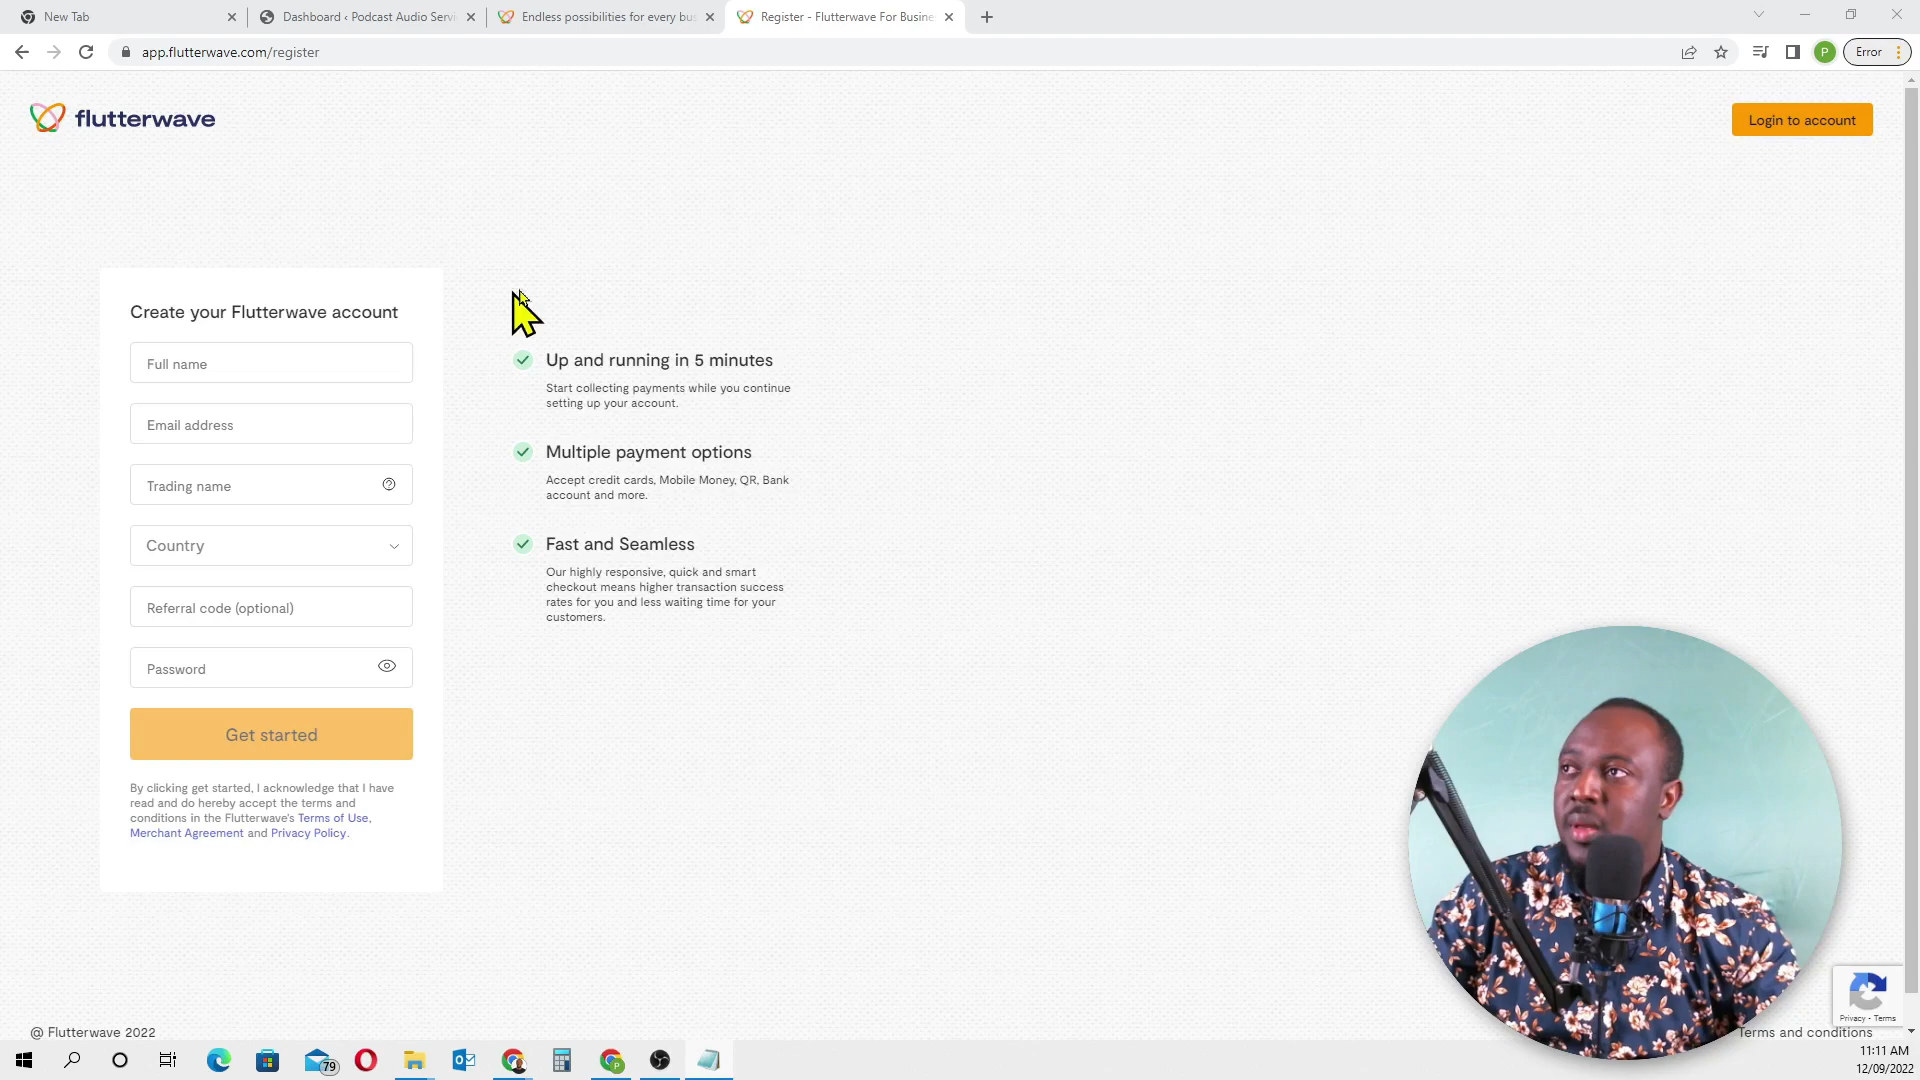 New Tab
Dashboard ‹ Podcast Audio Servi
Endless possibilities for every bus
Register - Flutterwave For Busine
app.flutterwave.com/register
P
Error
flutterwave
Login to account
Create your Flutterwave account
Full name
Email address
Trading name
Country
Referral code (optional)
Password
Get started
By clicking get started, I acknowledge that I have
read and do hereby accept the terms and
conditions in the Flutterwave's Terms of Use,
Merchant Agreement and Privacy Policy.
Up and running in 5 minutes
Start collecting payments while you continue
setting up your account.
Multiple payment options
Accept credit cards, Mobile Money, QR, Bank
account and more.
Fast and Seamless
Our highly responsive, quick and smart
checkout means higher transaction success
rates for you and less waiting time for your
customers.
Privacy - Terms
@ Flutterwave 2022
Terms and conditions
79
11:11 AM
12/09/2022